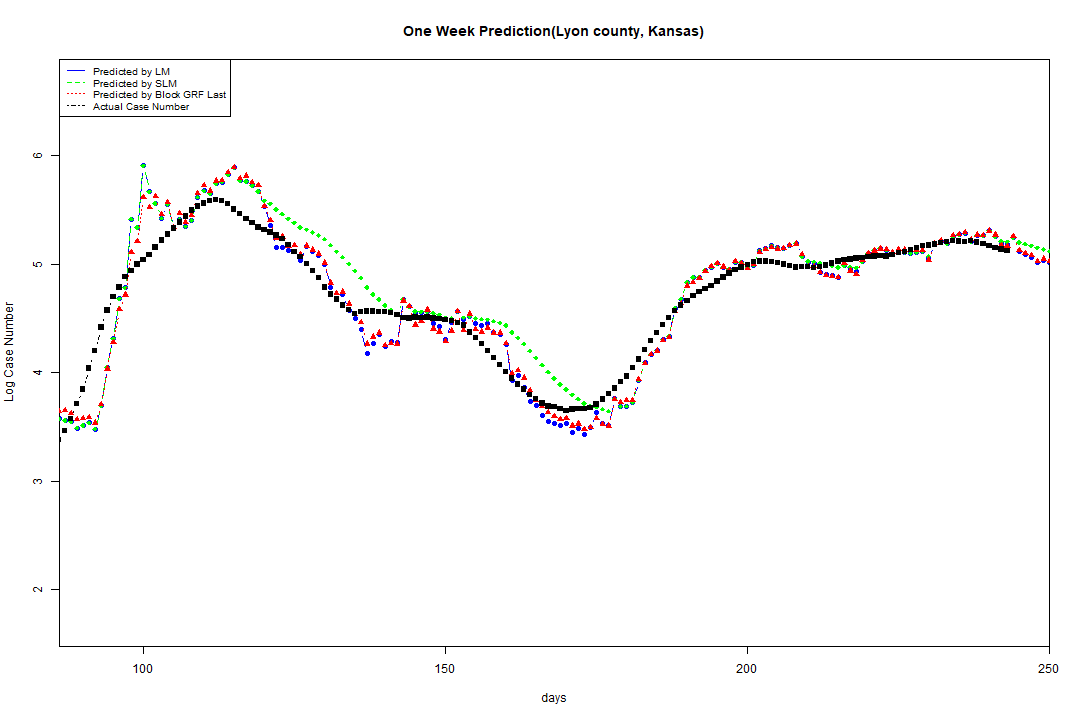 One Week Prediction(Lyon county, Kansas)
Predicted by LM
Predicted by SLM
Predicted by Block GRF Last
Actual Case Number
6
5
4
3
2
Log Case Number
100
150
200
250
days